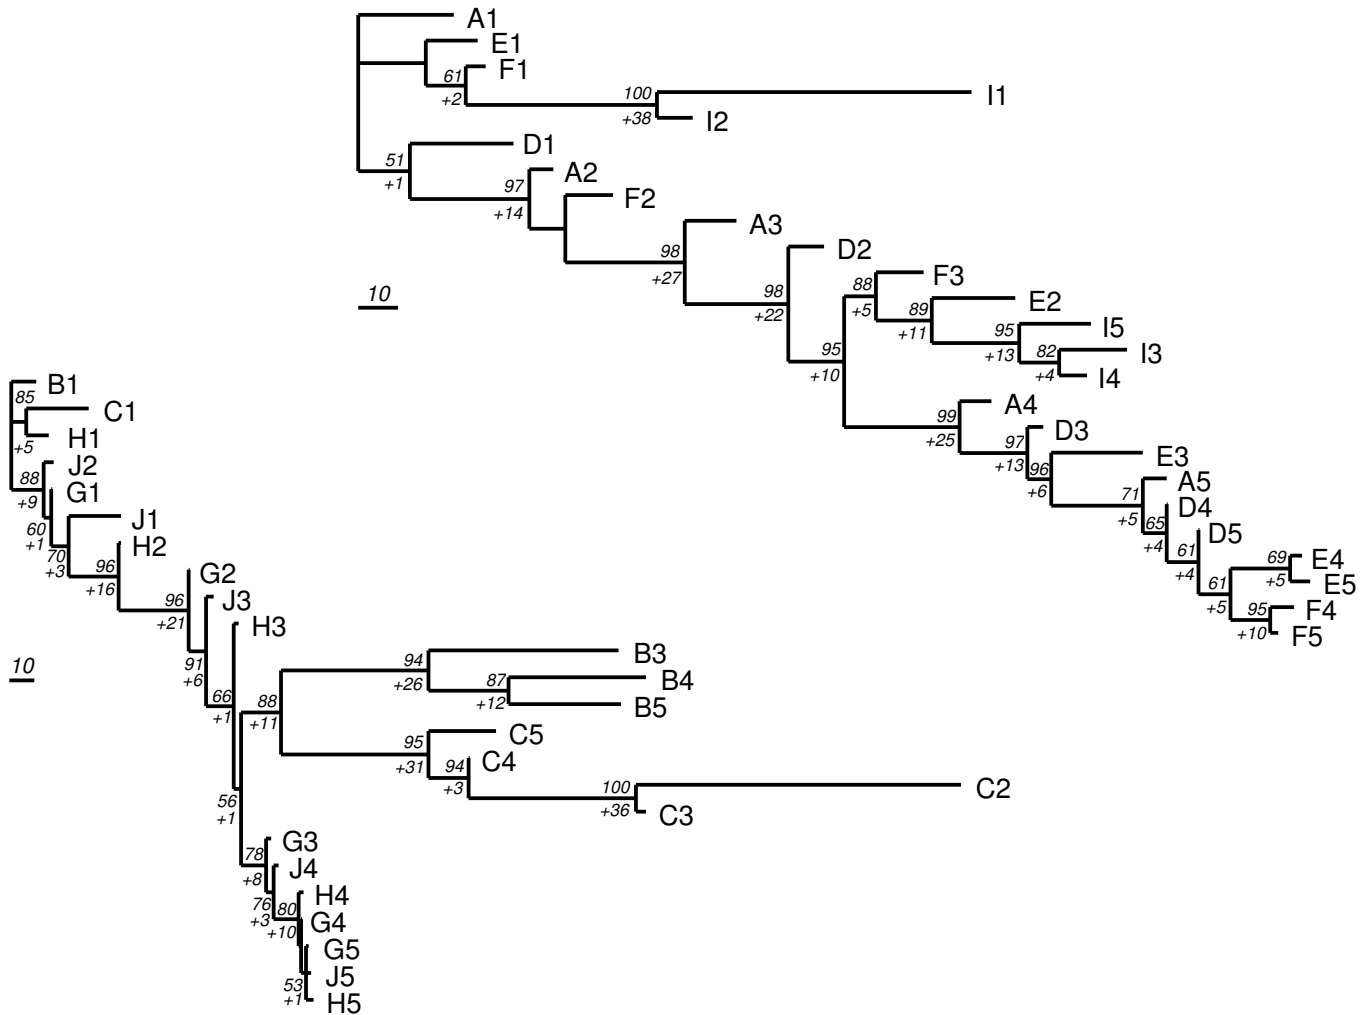 A1
E1
F1
61
+2
100
+38
I1
I2
D1
51
+1
A2
97
+14
F2
A3
98
+27
D2
98
+22
F3
88
+5
E2
89
+11
I5
95
+13
I3
82
+4
I4
95
+10
10
A4
99
+25
D3
97
+13
E3
96
+6
A5
71
+5
D4
65
+4
D5
61
+4
E4
69
+5
E5
61
+5
F4
95
+10
F5
B1
85
C1
H1
+5
J2
88
+9
G1
60
+1
J1
70
+3
H2
96
+16
G2
96
+21
J3
91
+6
H3
66
+1
10
B3
94
+26
B4
87
+12
B5
88
+11
C5
95
+31
C4
94
+3
C2
100
+36
C3
56
+1
G3
78
+8
J4
76
+3
H4
80
+10
G4
G5
J5
53
+1
H5